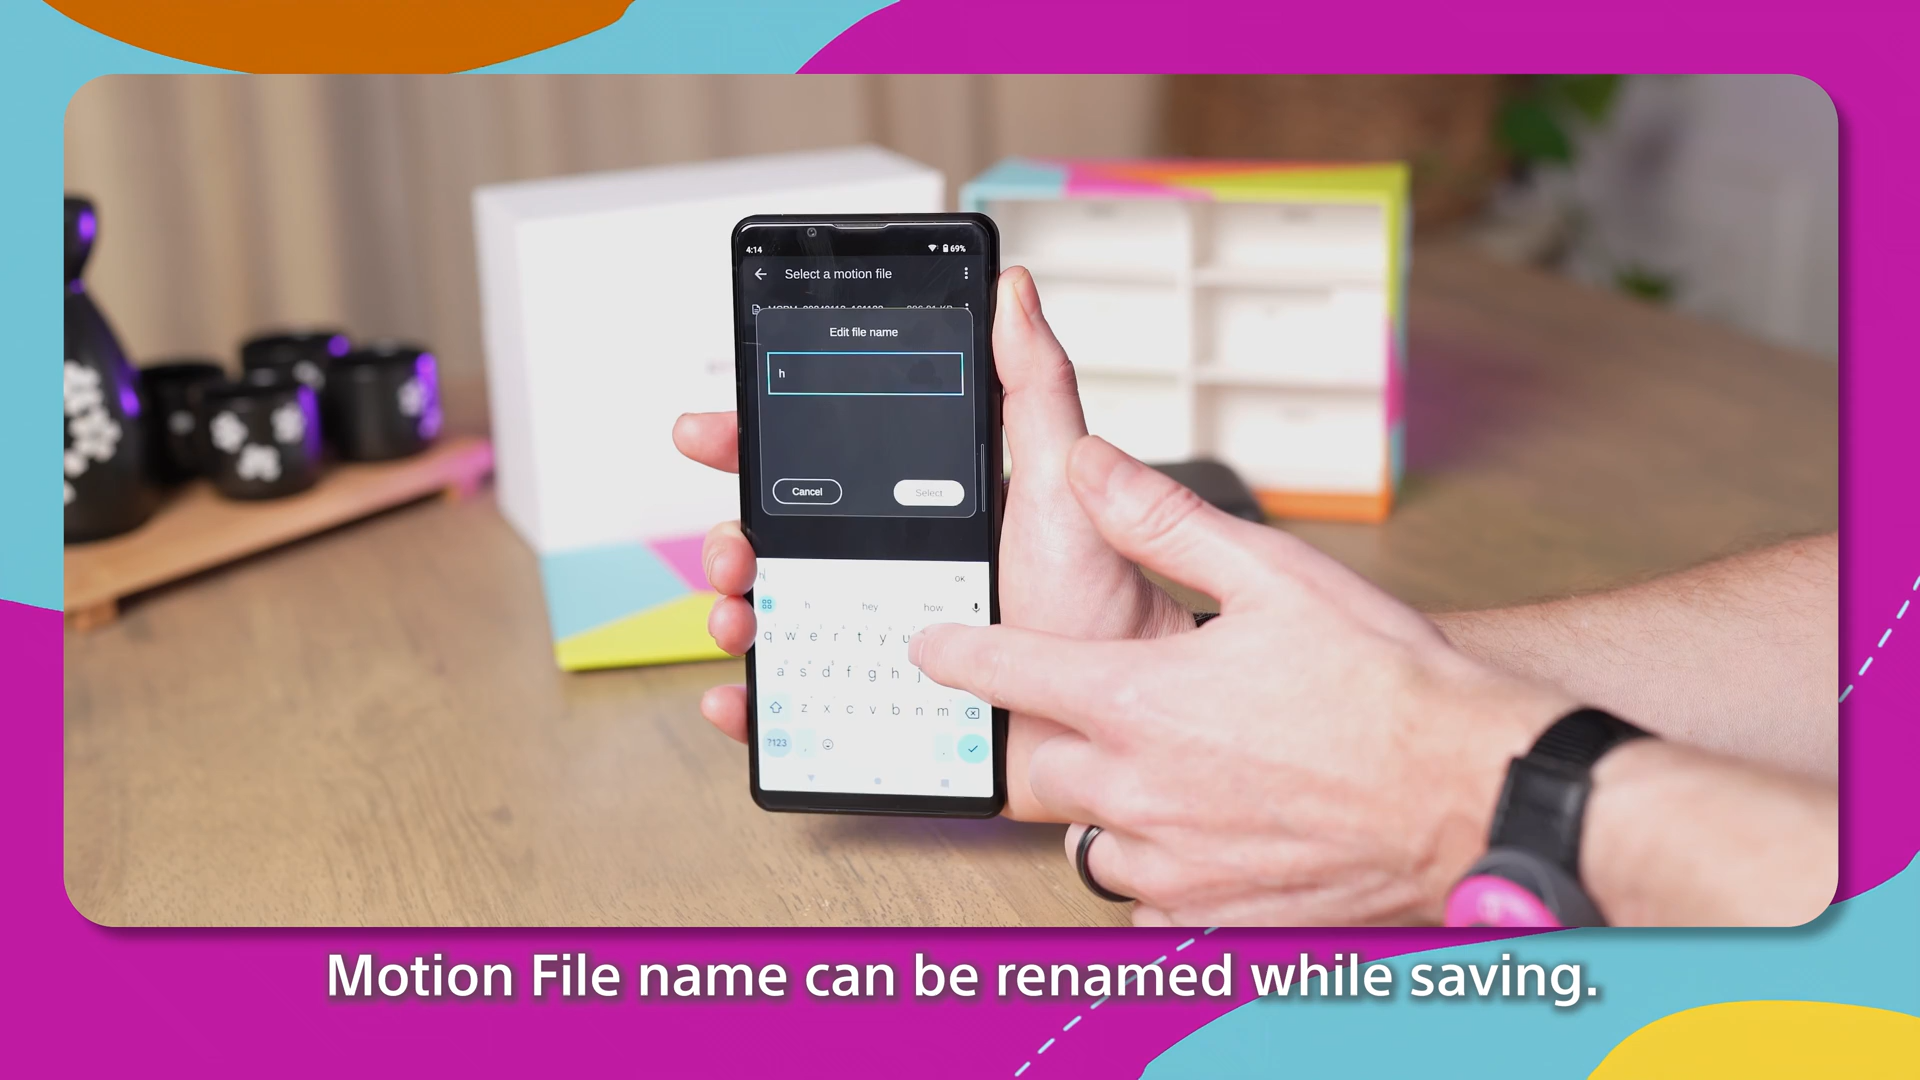 4:14
69%
Select a motion file
Edit file name
h
Cancel
Select
h
OK
h hey how
q w e r t y u
a s d f g h j
z x c v b n m
?123 , .
Motion File name can be renamed while saving.